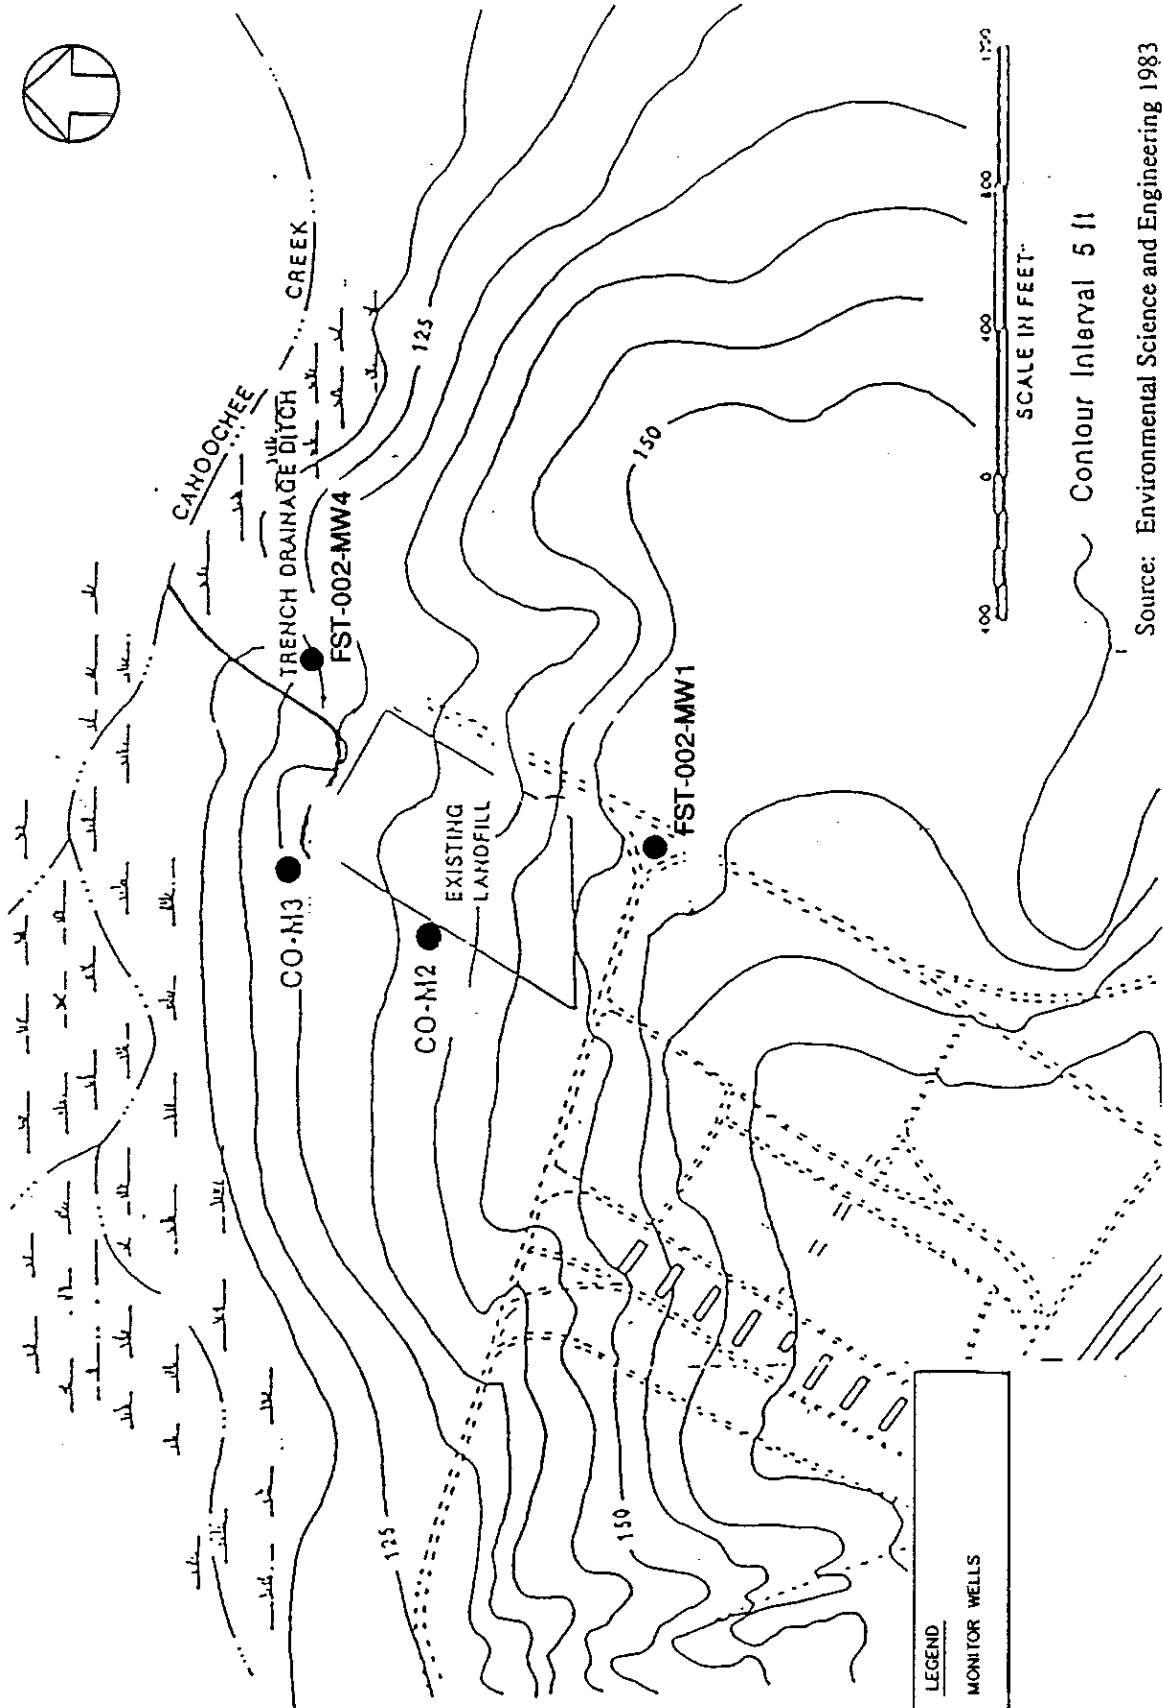 CANOOCHEE
CREEK
TRENCH DRAINAGE DITCH
FST-002-MW4
CO-M3
CO-M2
EXISTING
LANDFILL
FST-002-MW1
125
150
125
150
400 0 400 800 1200
SCALE IN FEET
Contour Interval 5 ft
Source: Environmental Science and Engineering 1983
LEGEND
MONITOR WELLS